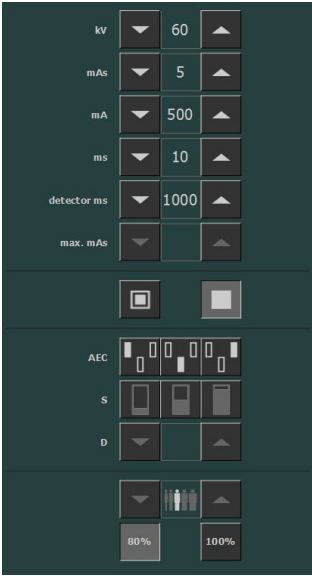 kV 60
mAs 5
mA 500
ms 10
detector ms 1000
max. mAs
AEC
S
D
80% 100%